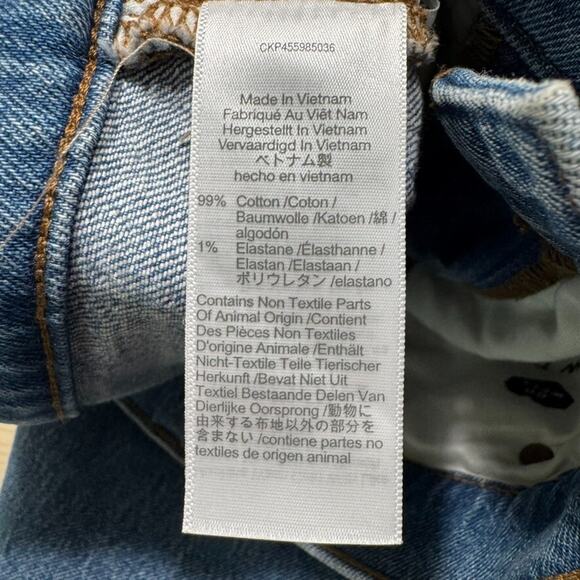 CKP455985036
Made In Vietnam
Fabriqué Au Viêt Nam
Hergestellt In Vietnam
Vervaardigd In Vietnam
ベトナム製
hecho en vietnam
99% Cotton /Coton /
Baumwolle /Katoen /綿 /
algodón
1% Elastane /Élasthanne /
Elastan /Elastaan /
ポリウレタン /elastano
Contains Non Textile Parts
Of Animal Origin /Contient
Des Pièces Non Textiles
D'origine Animale /Enthält
Nicht-Textile Teile Tierischer
Herkunft /Bevat Niet Uit
Textiel Bestaande Delen Van
Dierlijke Oorsprong /動物に
由来する布地以外の部分
を含まない /contiene partes no
textiles de origen animal